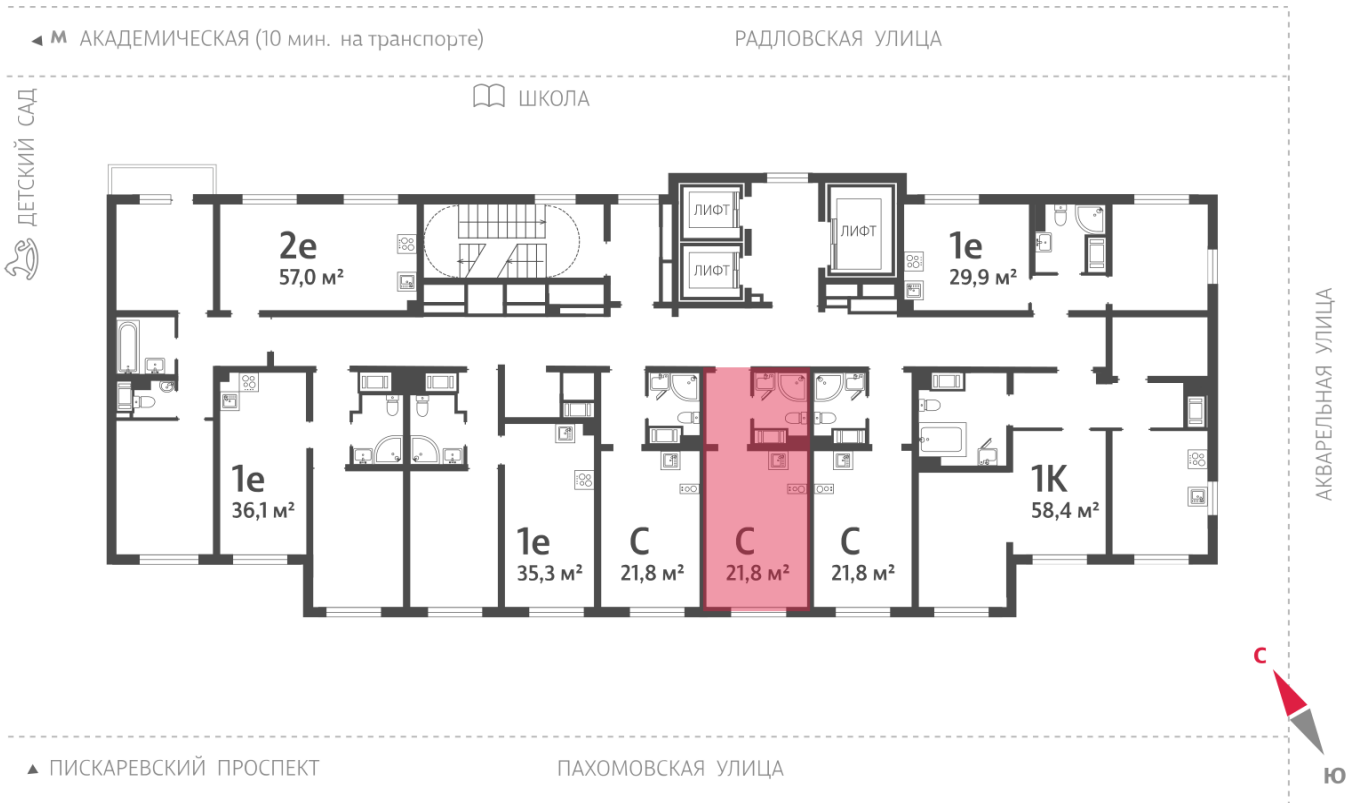 М АКАДЕМИЧЕСКАЯ (10 мин. на транспорте)
РАДЛОВСКАЯ УЛИЦА
ШКОЛА
ДЕТСКИЙ САД
2е
57,0 м²
ЛИФТ
ЛИФТ
ЛИФТ
1е
29,9 м²
АКВАРЕЛЬНАЯ УЛИЦА
1е
36,1 м²
1е
35,3 м²
С
21,8 м²
С
21,8 м²
С
21,8 м²
1К
58,4 м²
С
Ю
ПИСКАРЕВСКИЙ ПРОСПЕКТ
ПАХОМОВСКАЯ УЛИЦА